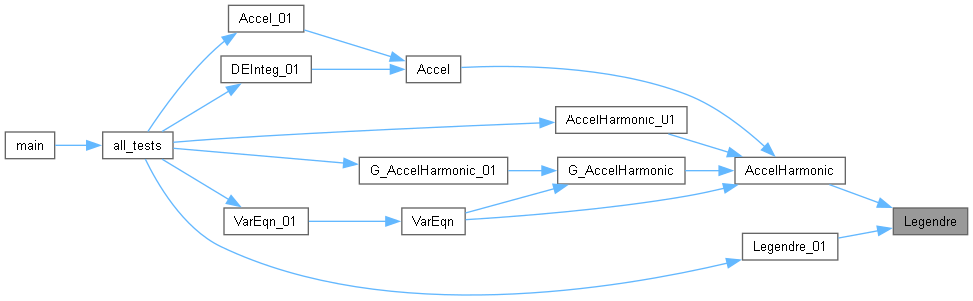 Accel_01
DEInteg_01
Accel
AccelHarmonic_U1
main
all_tests
G_AccelHarmonic_01
G_AccelHarmonic
AccelHarmonic
VarEqn_01
VarEqn
Legendre
Legendre_01